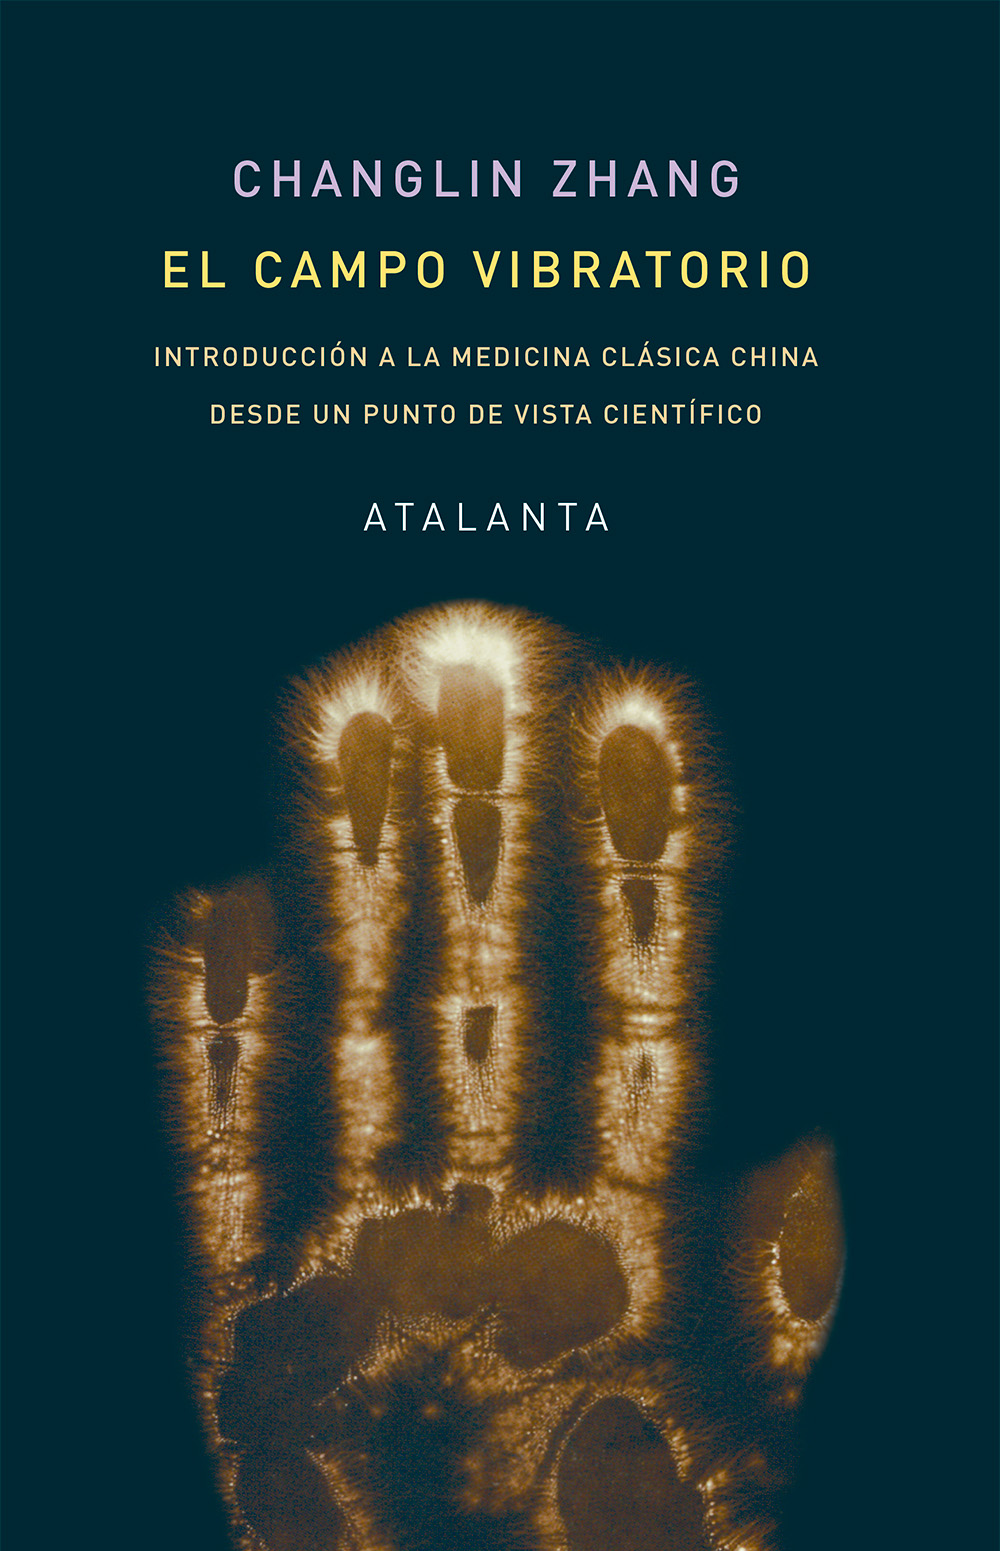 CHANGLIN ZHANG
EL CAMPO VIBRATORIO
INTRODUCCIÓN A LA MEDICINA CLÁSICA CHINA
DESDE UN PUNTO DE VISTA CIENTÍFICO
ATALANTA